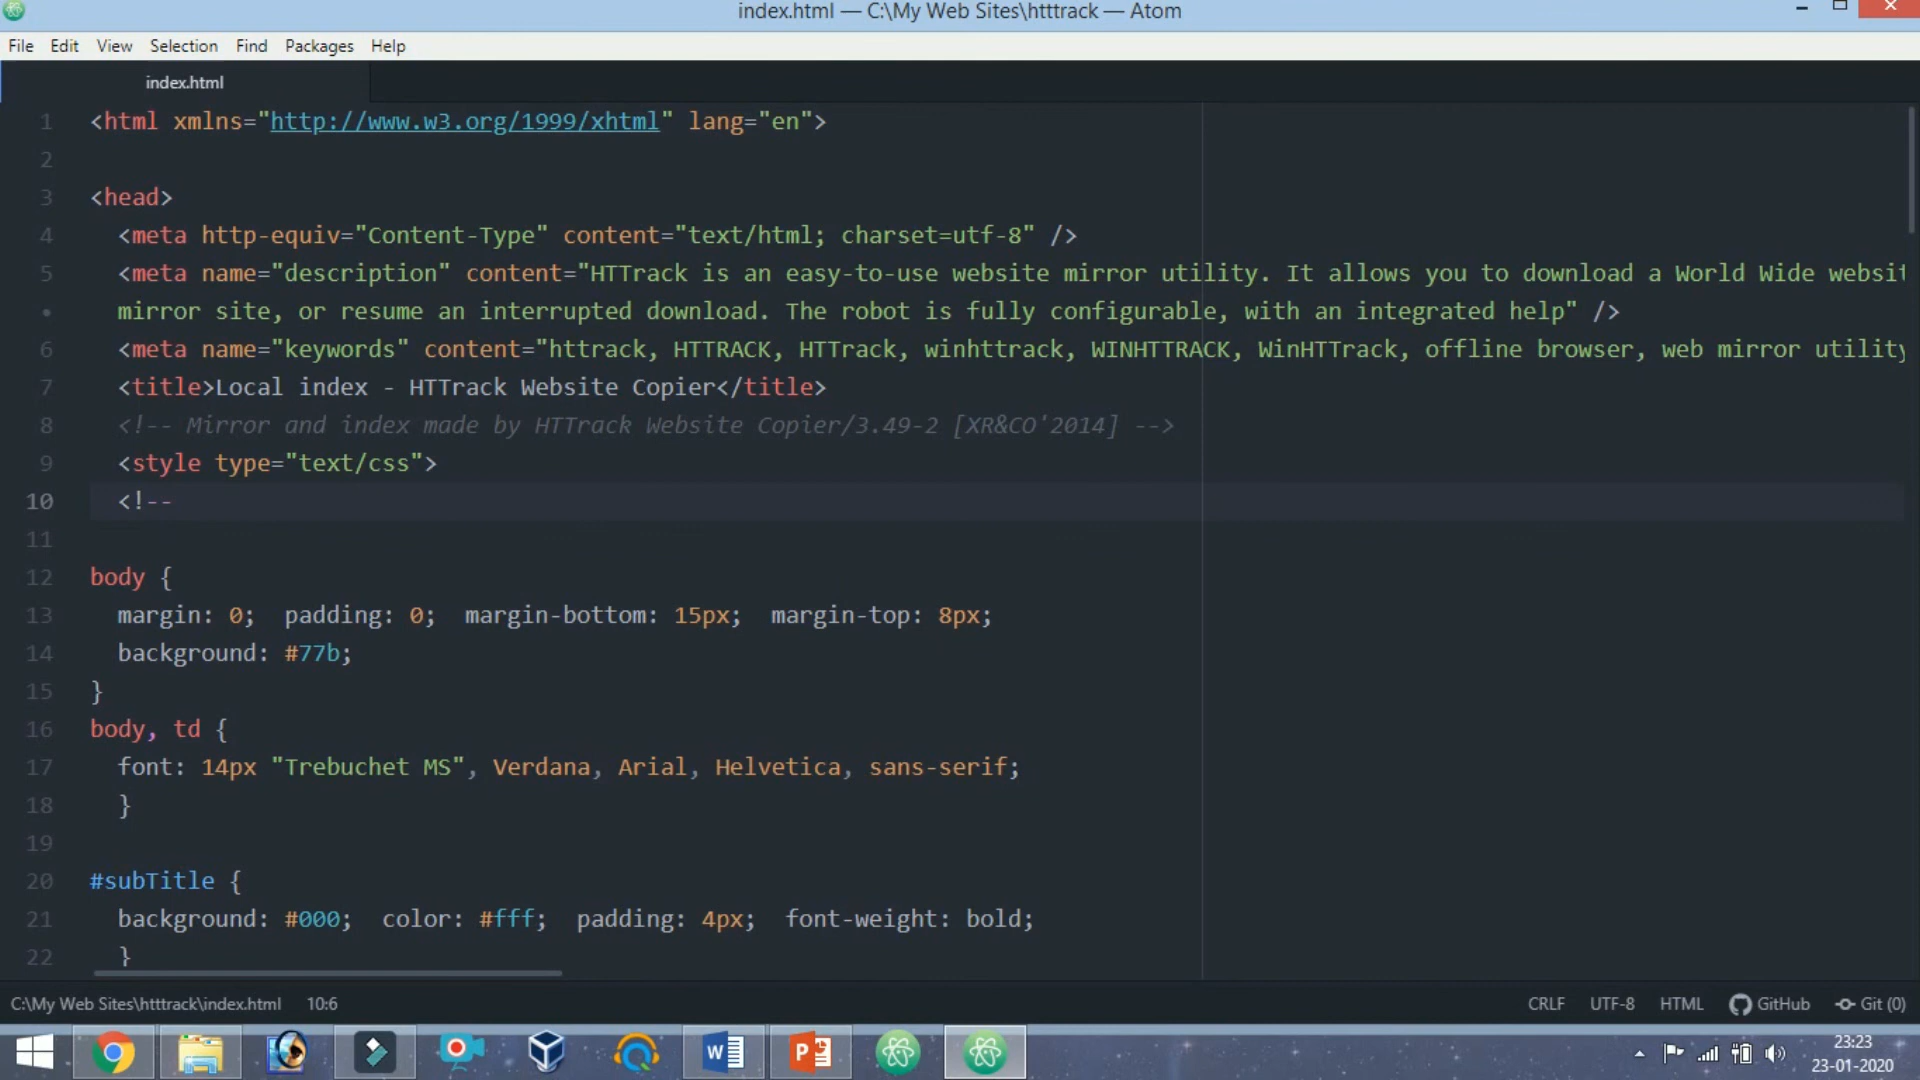 index.html — C:\My Web Sites\htttrack — Atom
File Edit View Selection Find Packages Help
index.html
1 <html xmlns="http://www.w3.org/1999/xhtml" lang="en">
2
3 <head>
4 <meta http-equiv="Content-Type" content="text/html; charset=utf-8" />
5 <meta name="description" content="HTTrack is an easy-to-use website mirror utility. It allows you to download a World Wide websit
• mirror site, or resume an interrupted download. The robot is fully configurable, with an integrated help" />
6 <meta name="keywords" content="httrack, HTTRACK, HTTrack, winhttrack, WINHTTRACK, WinHTTrack, offline browser, web mirror utility
7 <title>Local index - HTTrack Website Copier</title>
8 <!-- Mirror and index made by HTTrack Website Copier/3.49-2 [XR&CO'2014] -->
9 <style type="text/css">
10 <!--
11
12 body {
13 margin: 0; padding: 0; margin-bottom: 15px; margin-top: 8px;
14 background: #77b;
15 }
16 body, td {
17 font: 14px "Trebuchet MS", Verdana, Arial, Helvetica, sans-serif;
18 }
19
20 #subTitle {
21 background: #000; color: #fff; padding: 4px; font-weight: bold;
22 }
C:\My Web Sites\htttrack\index.html 10:6 CRLF UTF-8 HTML GitHub Git (0)
23:23
23-01-2020